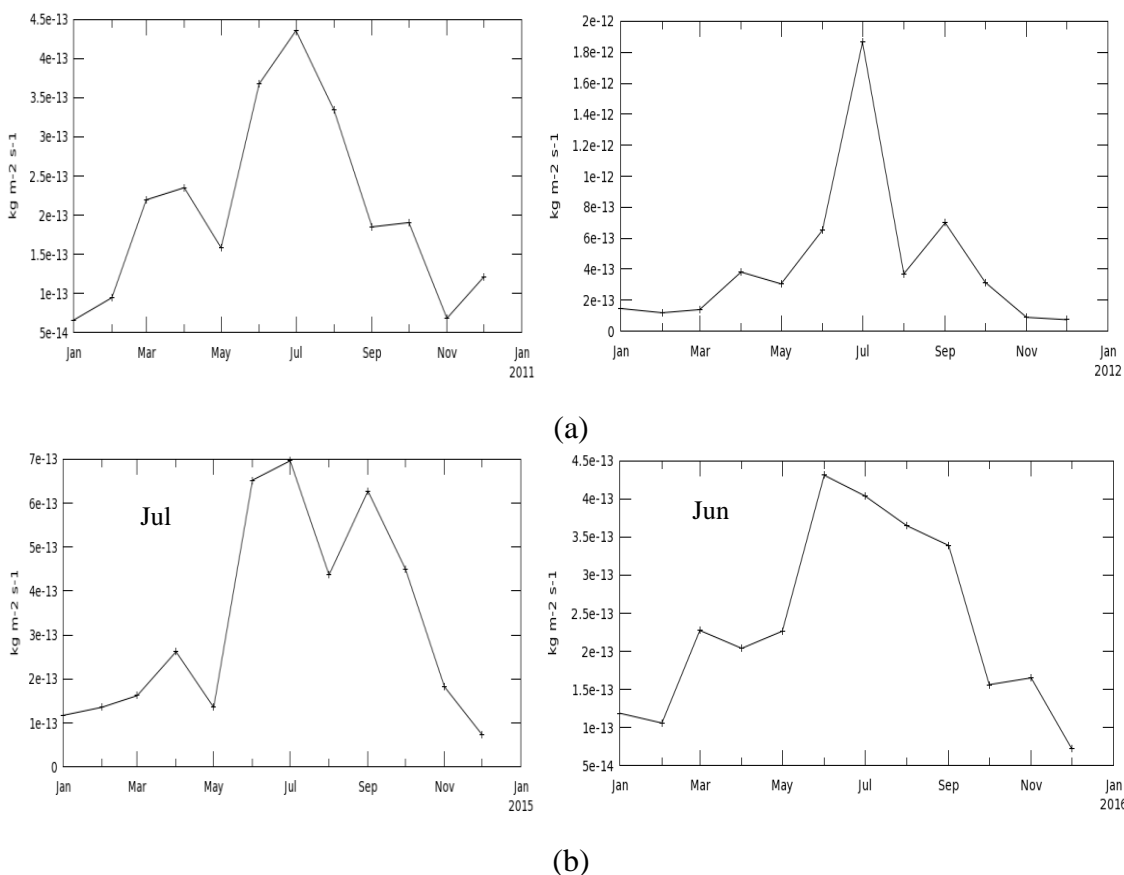 4.5e-13
4e-13
3.5e-13
3e-13
2.5e-13
2e-13
1.5e-13
1e-13
5e-14
kg m-2 s-1
Jan Mar May Jul Sep Nov Jan
2011
2e-12
1.8e-12
1.6e-12
1.4e-12
1.2e-12
1e-12
8e-13
6e-13
4e-13
2e-13
0
kg m-2 s-1
Jan Mar May Jul Sep Nov Jan
2012
(a)
7e-13
6e-13
5e-13
4e-13
3e-13
2e-13
1e-13
0
kg m-2 s-1
Jul
Jan Mar May Jul Sep Nov Jan
2015
4.5e-13
4e-13
3.5e-13
3e-13
2.5e-13
2e-13
1.5e-13
1e-13
5e-14
kg m-2 s-1
Jun
Jan Mar May Jul Sep Nov Jan
2016
(b)